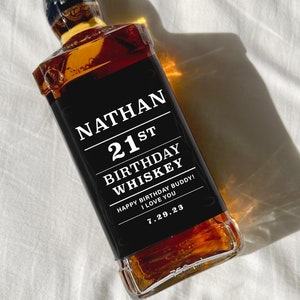 NATHAN
21ST
BIRTHDAY
WHISKEY
HAPPY BIRTHDAY BUDDY!
I LOVE YOU
7.29.23